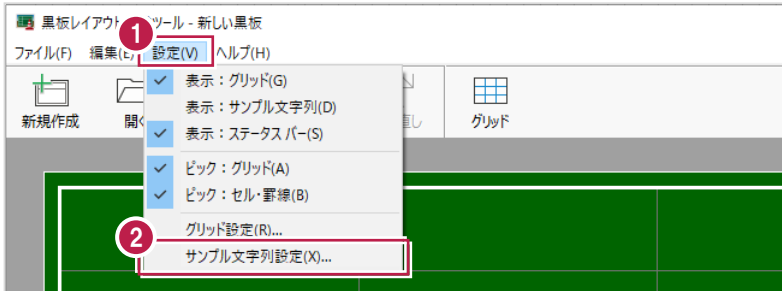 黒板レイアウト ツール - 新しい黒板
1
ファイル(F) 編集(E) 設定(V) ヘルプ(H)
新規作成 開く 直し グリッド
表示：グリッド(G)
表示：サンプル文字列(D)
表示：ステータス バー(S)
ピック：グリッド(A)
ピック：セル・罫線(B)
グリッド設定(R)...
2
サンプル文字列設定(X)...